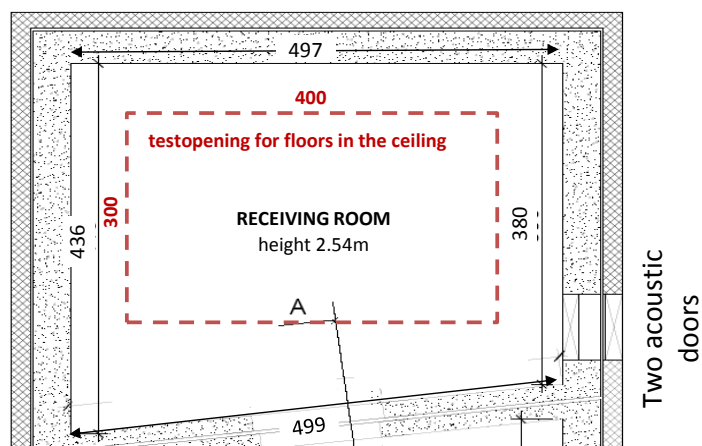 497
400
testopening for floors in the ceiling
300
436
RECEIVING ROOM
height 2.54m
380
A
Two acoustic
doors
499